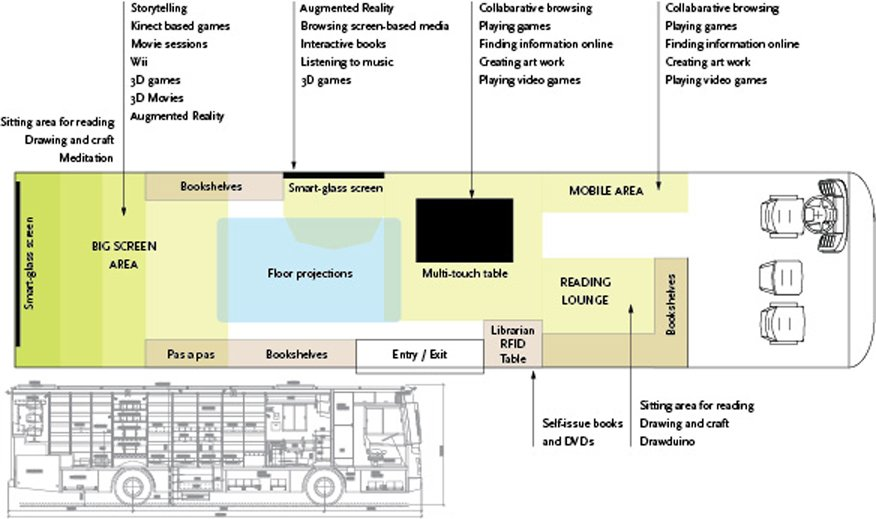 Storytelling
Kinect based games
Movie sessions
Wii
3D games
3D Movies
Augmented Reality
Augmented Reality
Browsing screen-based media
Interactive books
Listening to music
3D games
Collabarative browsing
Playing games
Finding information online
Creating art work
Playing video games
Collabarative browsing
Playing games
Finding information online
Creating art work
Playing video games
Sitting area for reading
Drawing and craft
Meditation
Smart-glass screen
BIG SCREEN
AREA
Bookshelves
Smart-glass screen
Floor projections
Multi-touch table
MOBILE AREA
READING
LOUNGE
Bookshelves
Pas a pas
Bookshelves
Entry / Exit
Librarian
RFID
Table
Self-issue books
and DVDs
Sitting area for reading
Drawing and craft
Drawduino